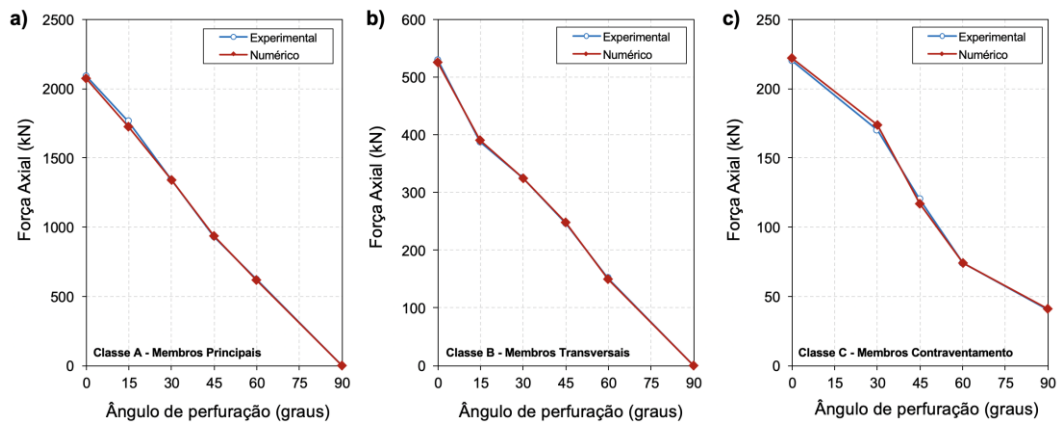 a)
2500
2000
1500
1000
500
0
Força Axial (kN)
Experimental
Numérico
Classe A - Membros Principais
0 15 30 45 60 75 90
Ângulo de perfuração (graus)
b)
600
500
400
300
200
100
0
Força Axial (kN)
Experimental
Numérico
Classe B - Membros Transversais
0 15 30 45 60 75 90
Ângulo de perfuração (graus)
c)
250
200
150
100
50
0
Força Axial (kN)
Experimental
Numérico
Classe C - Membros Contraventamento
0 15 30 45 60 75 90
Ângulo de perfuração (graus)